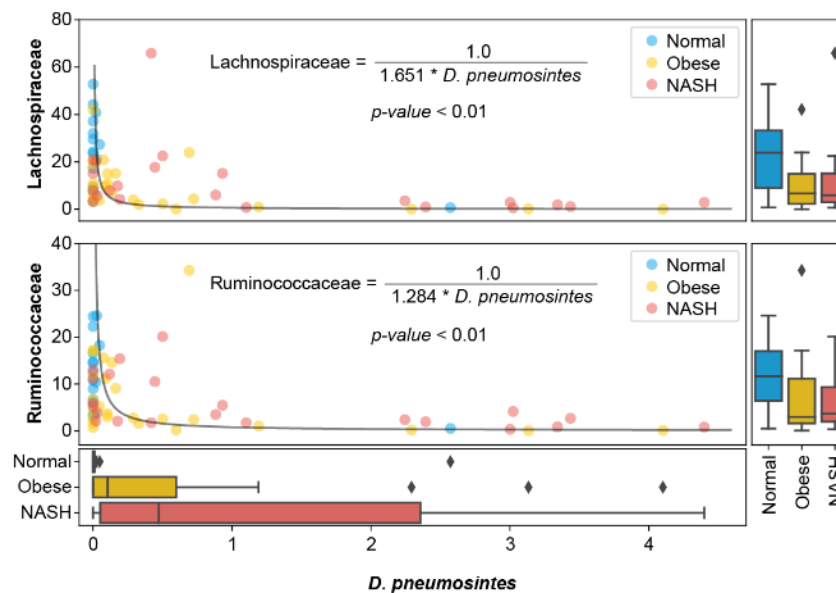 80
60
40
20
0
Lachnospiraceae
Lachnospiraceae = 1.0
1.651 * D. pneumosintes
p-value < 0.01
Normal
Obese
NASH
40
30
20
10
0
Ruminococcaceae
Ruminococcaceae = 1.0
1.284 * D. pneumosintes
p-value < 0.01
Normal
Obese
NASH
Normal
Obese
NASH
0 1 2 3 4
D. pneumosintes
Normal
Obese
NASH